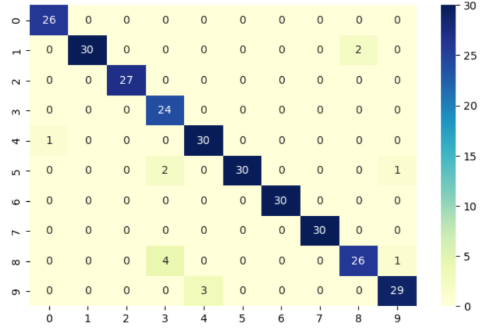 0 26 0 0 0 0 0 0 0 0 0
1 0 30 0 0 0 0 0 0 2 0
2 0 0 27 0 0 0 0 0 0 0
3 0 0 0 24 0 0 0 0 0 0
4 1 0 0 0 30 0 0 0 0 0
5 0 0 0 2 0 30 0 0 0 1
6 0 0 0 0 0 0 30 0 0 0
7 0 0 0 0 0 0 0 30 0 0
8 0 0 0 4 0 0 0 0 26 1
9 0 0 0 0 3 0 0 0 0 29
0 1 2 3 4 5 6 7 8 9
30
25
20
15
10
5
0